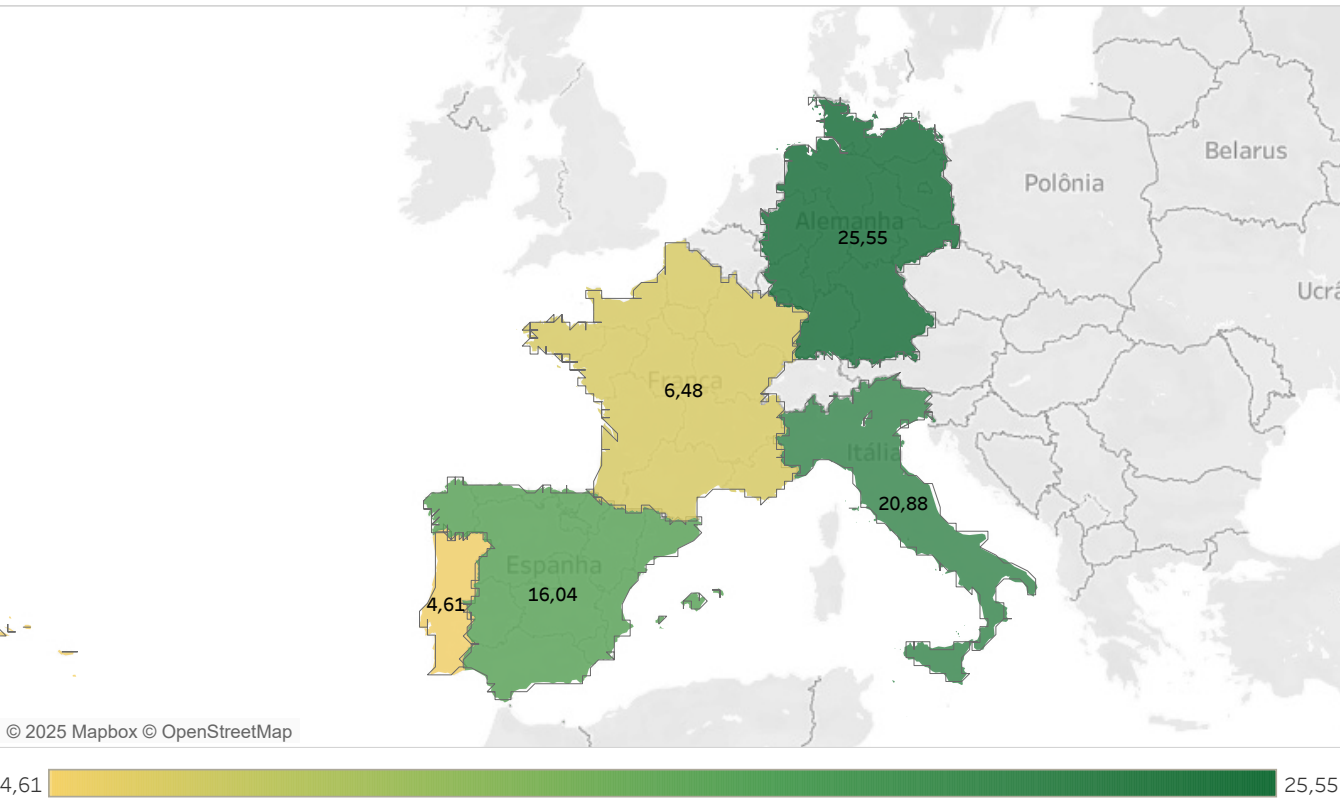 Belarus
Polônia
Alemanha
25,55
Ucrâ
França
6,48
Itália
20,88
Espanha
16,04
4,61
© 2025 Mapbox © OpenStreetMap
4,61
25,55